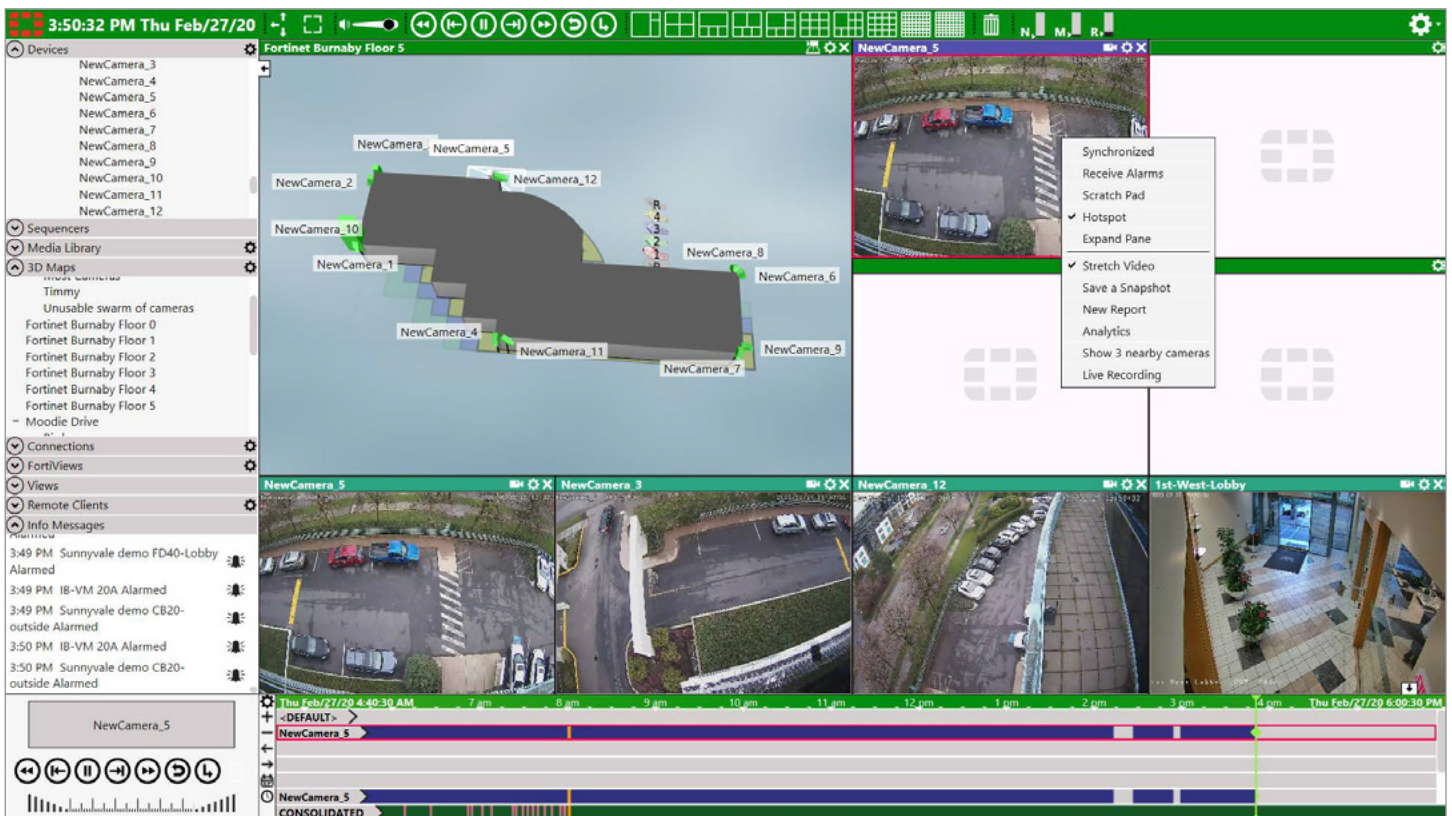 3:50:32 PM Thu Feb/27/20
N
M
R
Devices
NewCamera_3
NewCamera_4
NewCamera_5
NewCamera_6
NewCamera_7
NewCamera_8
NewCamera_9
NewCamera_10
NewCamera_11
NewCamera_12
Sequencers
Media Library
3D Maps
Most Cameras
Timmy
Unusable swarm of cameras
Fortinet Burnaby Floor 0
Fortinet Burnaby Floor 1
Fortinet Burnaby Floor 2
Fortinet Burnaby Floor 3
Fortinet Burnaby Floor 4
Fortinet Burnaby Floor 5
Moodie Drive
Connections
FortiViews
Views
Remote Clients
Info Messages
Alarmed
3:49 PM Sunnyvale demo FD40-Lobby
Alarmed
3:49 PM IB-VM 20A Alarmed
3:49 PM Sunnyvale demo CB20-
outside Alarmed
3:50 PM IB-VM 20A Alarmed
3:50 PM Sunnyvale demo CB20-
outside Alarmed
NewCamera_5
Fortinet Burnaby Floor 5
NewCamera_
NewCamera_5
NewCamera_2
NewCamera_12
NewCamera_10
NewCamera_1
R
4
3
2
1
NewCamera_8
NewCamera_6
NewCamera_4
NewCamera_11
NewCamera_9
NewCamera_7
NewCamera_5
Synchronized
Receive Alarms
Scratch Pad
Hotspot
Expand Pane
Stretch Video
Save a Snapshot
New Report
Analytics
Show 3 nearby cameras
Live Recording
NewCamera_5
NewCamera_3
NewCamera_12
1st-West-Lobby
Thu Feb/27/20 4:40:30 AM
7 am
8 am
9 am
10 am
11 am
12 pm
1 pm
2 pm
3 pm
4 pm
Thu Feb/27/20 6:00:30 PM
<DEFAULT>
NewCamera_5
NewCamera_5
CONSOLIDATED